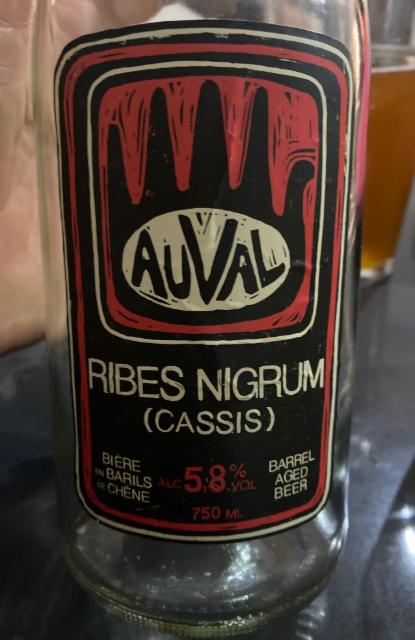 AUVAL
RIBES NIGRUM
(CASSIS)
BIÈRE
EN BARILS
DE CHÊNE
ALC 5,8% VOL
BARREL
AGED
BEER
750 ML